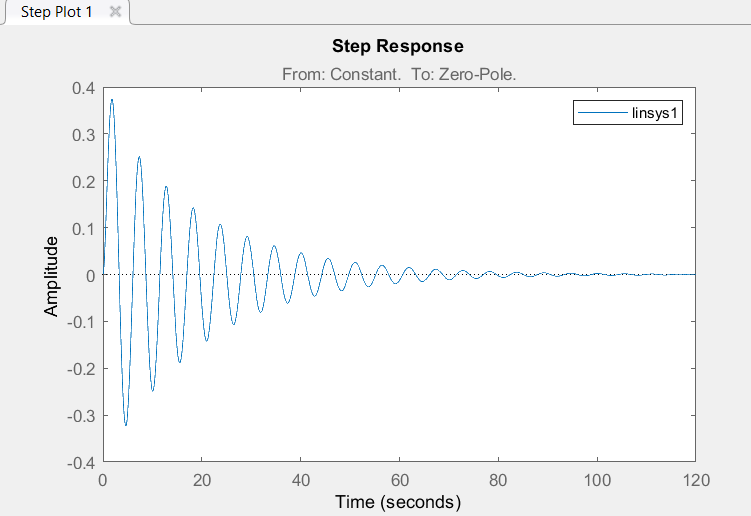 Step Plot 1
Step Response
From: Constant. To: Zero-Pole.
linsys1
Amplitude
0.4
0.3
0.2
0.1
0
-0.1
-0.2
-0.3
-0.4
0 20 40 60 80 100 120
Time (seconds)